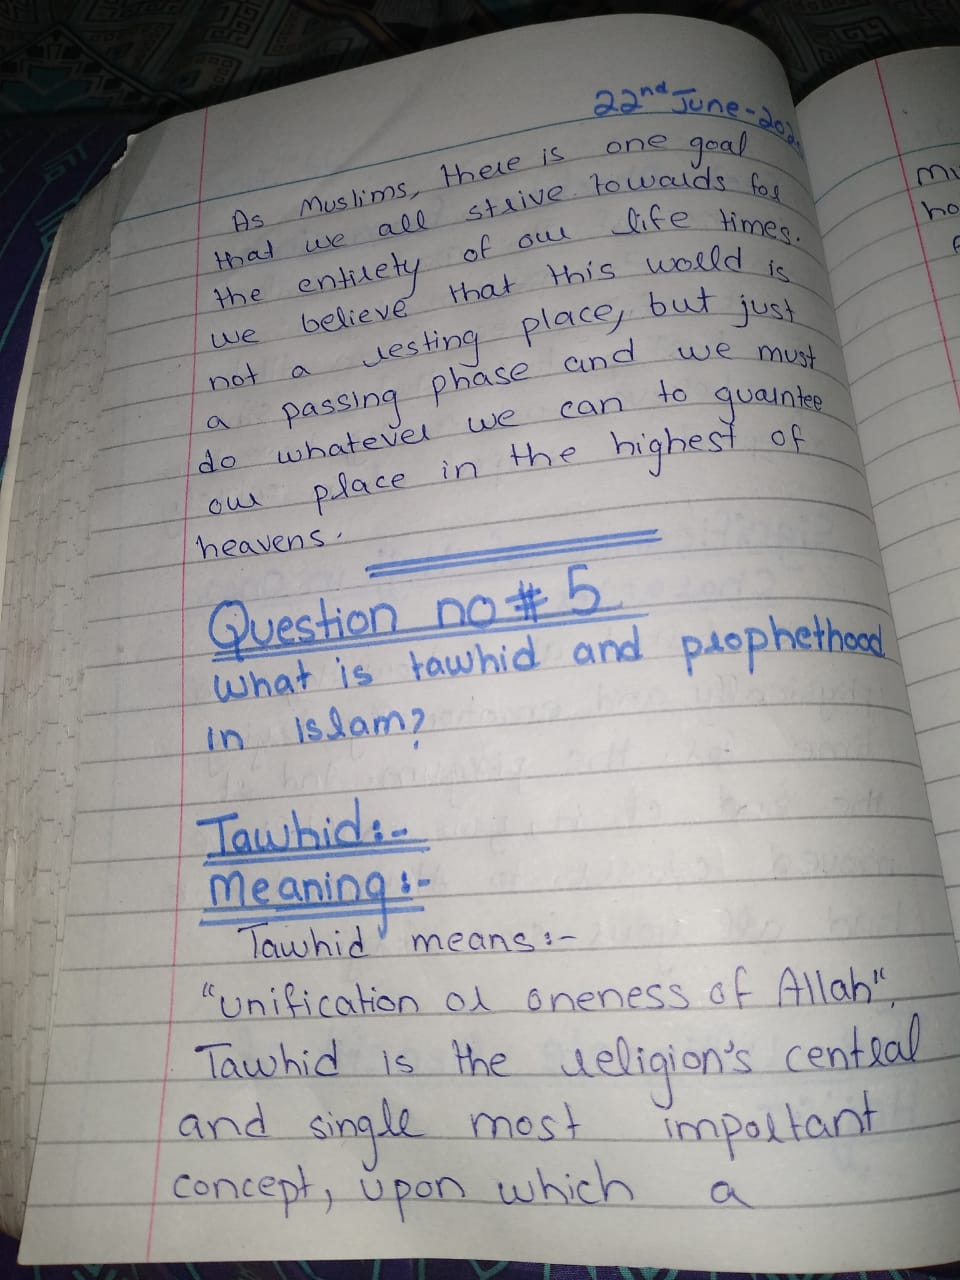 22nd June-202
As Muslims, there is one goal
that we all strive towards for
the entirety of our life times.
we believe that this world is
not a resting place, but just
a passing phase and we must
do whatever we can to guarntee
our place in the highest of
heavens.
Question no # 5
What is tawhid and prophethood
in Islam?
Tawhid:-
Meaning:-
Tawhid means:-
"Unification or oneness of Allah".
Tawhid is the religion's central
and single most important
concept, upon which a
ho